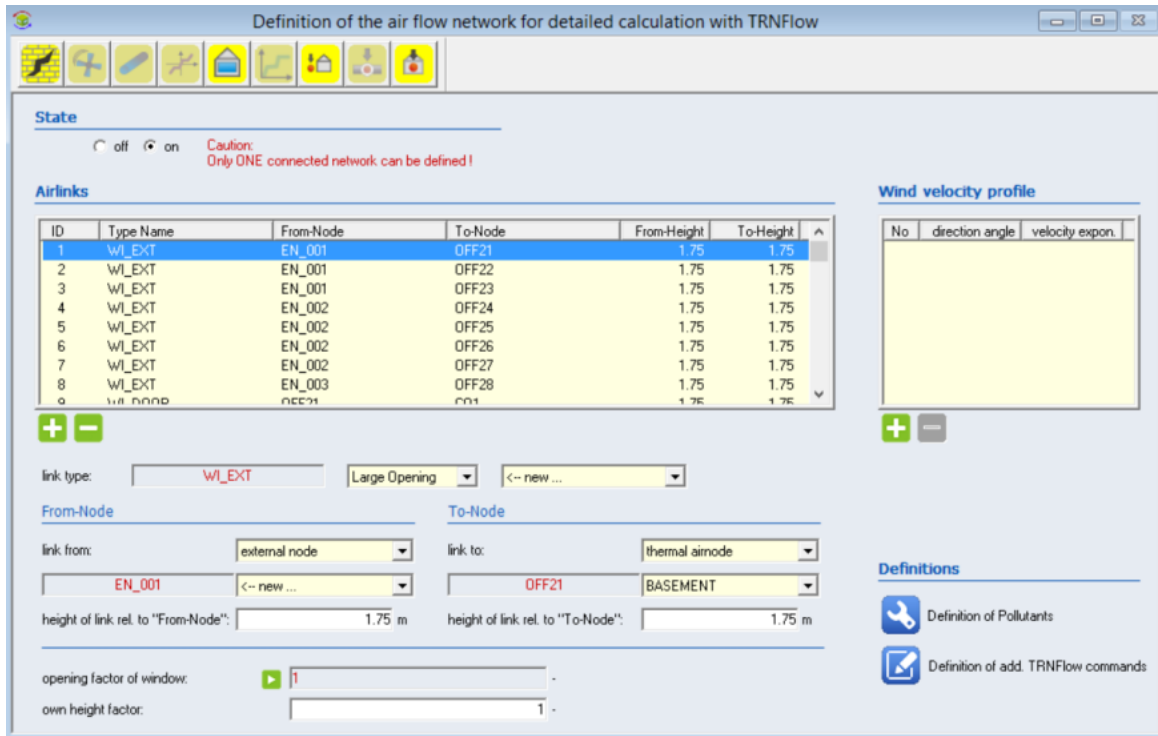 Definition of the air flow network for detailed calculation with TRNFlow
State
off on Caution:
Only ONE connected network can be defined !
Airlinks Wind velocity profile
ID Type Name From-Node To-Node From-Height To-Height No direction angle velocity expon.
1 WI_EXT EN_001 OFF21 1.75 1.75
2 WI_EXT EN_001 OFF22 1.75 1.75
3 WI_EXT EN_001 OFF23 1.75 1.75
4 WI_EXT EN_002 OFF24 1.75 1.75
5 WI_EXT EN_002 OFF25 1.75 1.75
6 WI_EXT EN_002 OFF26 1.75 1.75
7 WI_EXT EN_002 OFF27 1.75 1.75
8 WI_EXT EN_003 OFF28 1.75 1.75
9 WI_DOOR OFF21 CO1 1.75 1.75
link type: WI_EXT Large Opening <-- new ...
From-Node To-Node
link from: external node link to: thermal airnode
EN_001 <-- new ... OFF21 BASEMENT
height of link rel. to "From-Node": 1.75 m height of link rel. to "To-Node": 1.75 m
opening factor of window: 1 -
own height factor: 1 -
Definitions
Definition of Pollutants
Definition of add. TRNFlow commands